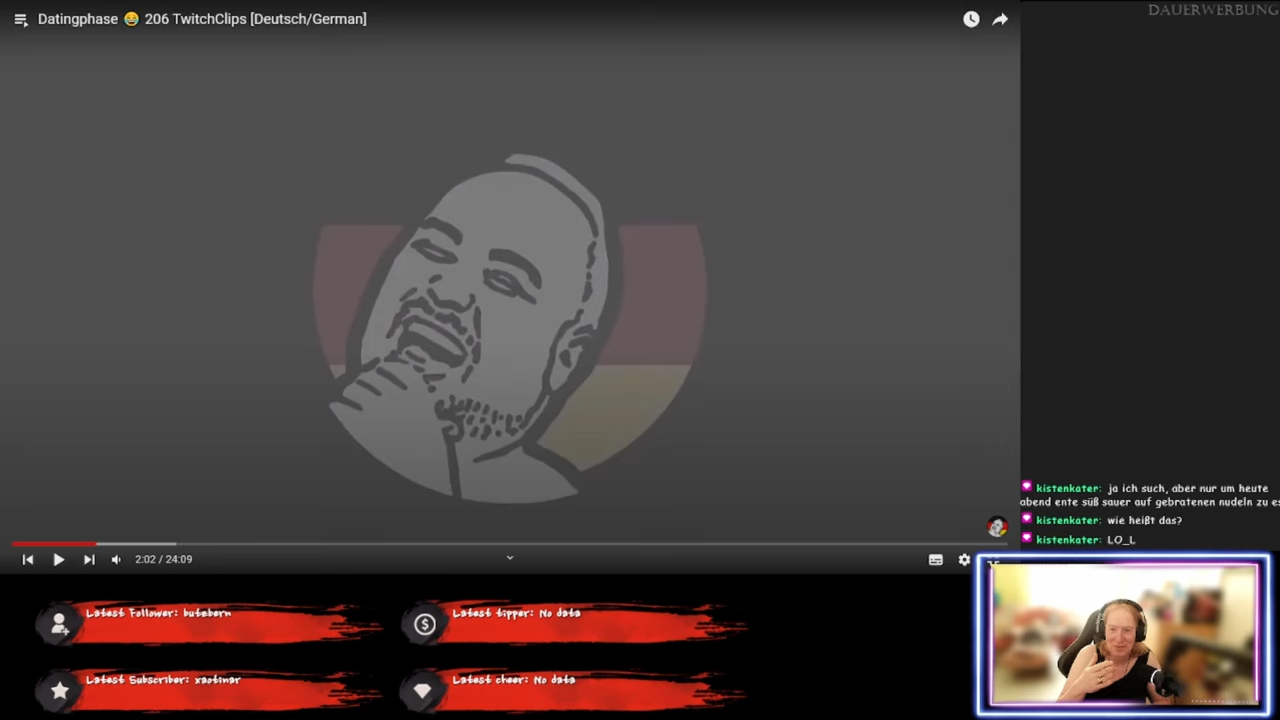 Datingphase 😂 206 TwitchClips [Deutsch/German]
DAUERWERBUNG
kistenkater: ja ich such, aber nur um heute
abend ente süß sauer auf gebratenen nudeln zu es
kistenkater: wie heißt das?
kistenkater: LO_L
2:02 / 24:09
Latest Follower: butebern
Latest tipper: No data
Latest Subscriber: xaotinar
Latest cheer: No data